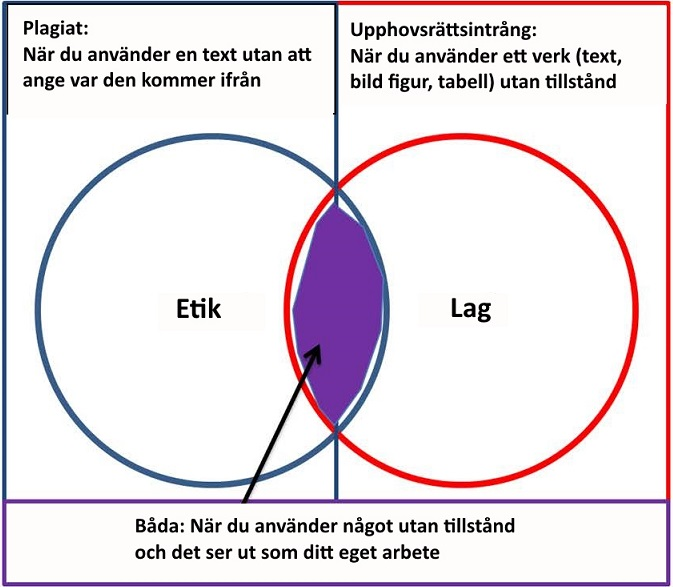 Plagiat:
När du använder en text utan att
ange var den kommer ifrån
Upphovsrättsintrång:
När du använder ett verk (text,
bild figur, tabell) utan tillstånd
Etik
Lag
Båda: När du använder något utan tillstånd
och det ser ut som ditt eget arbete